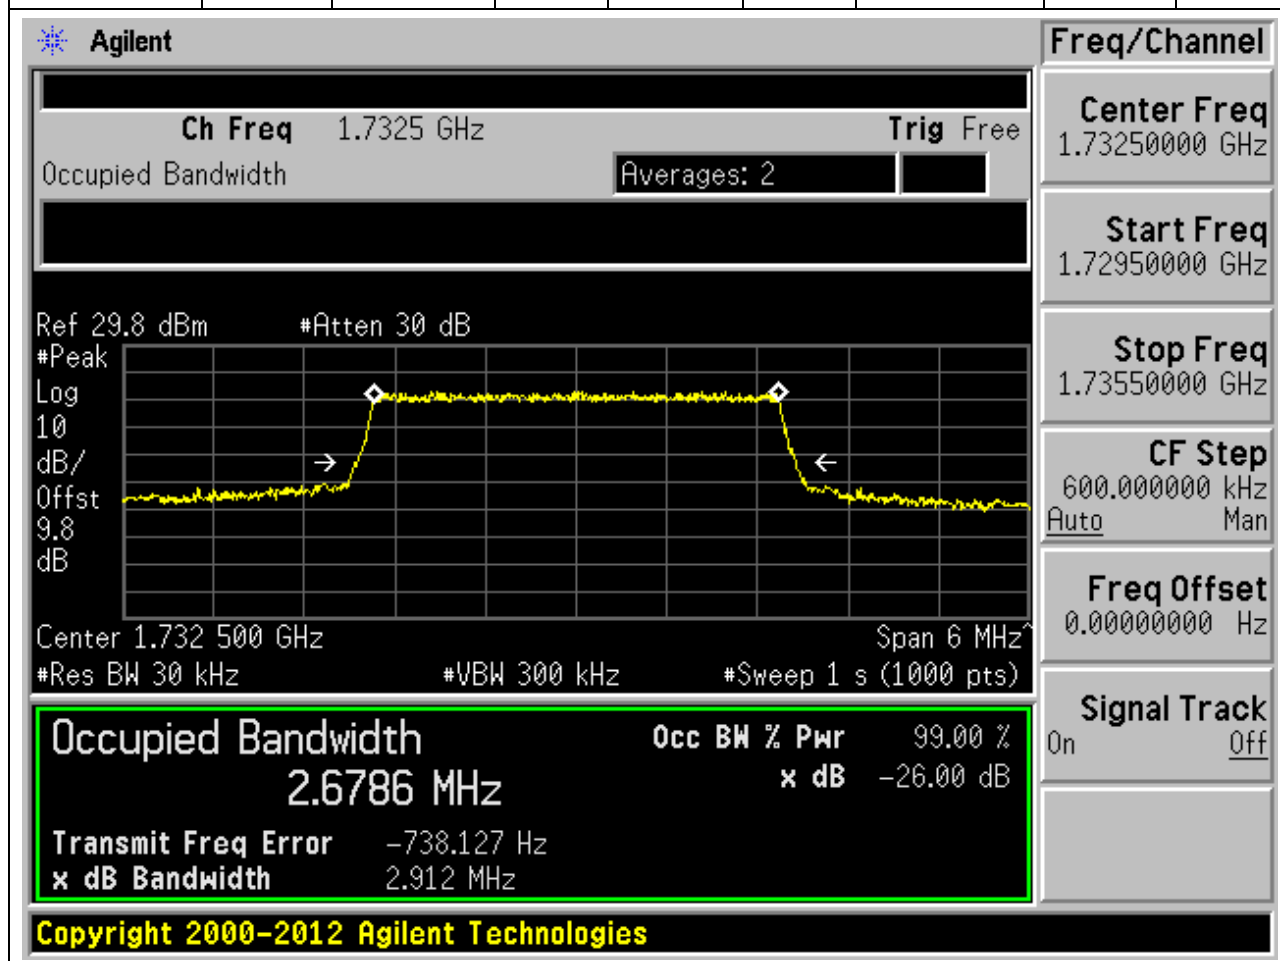 Agilent
Freq/Channel
Ch Freq 1.7325 GHz Trig Free
Occupied Bandwidth Averages: 2
Center Freq
1.73250000 GHz
Start Freq
1.72950000 GHz
Stop Freq
1.73550000 GHz
CF Step
600.000000 kHz
Auto Man
Freq Offset
0.00000000 Hz
Signal Track
On Off
Ref 29.8 dBm #Atten 30 dB
#Peak
Log
10
dB/
Offst
9.8
dB
Center 1.732 500 GHz Span 6 MHz^
#Res BW 30 kHz #VBW 300 kHz #Sweep 1 s (1000 pts)
Occupied Bandwidth Occ BW % Pwr 99.00 %
2.6786 MHz x dB -26.00 dB
Transmit Freq Error -738.127 Hz
x dB Bandwidth 2.912 MHz
Copyright 2000-2012 Agilent Technologies